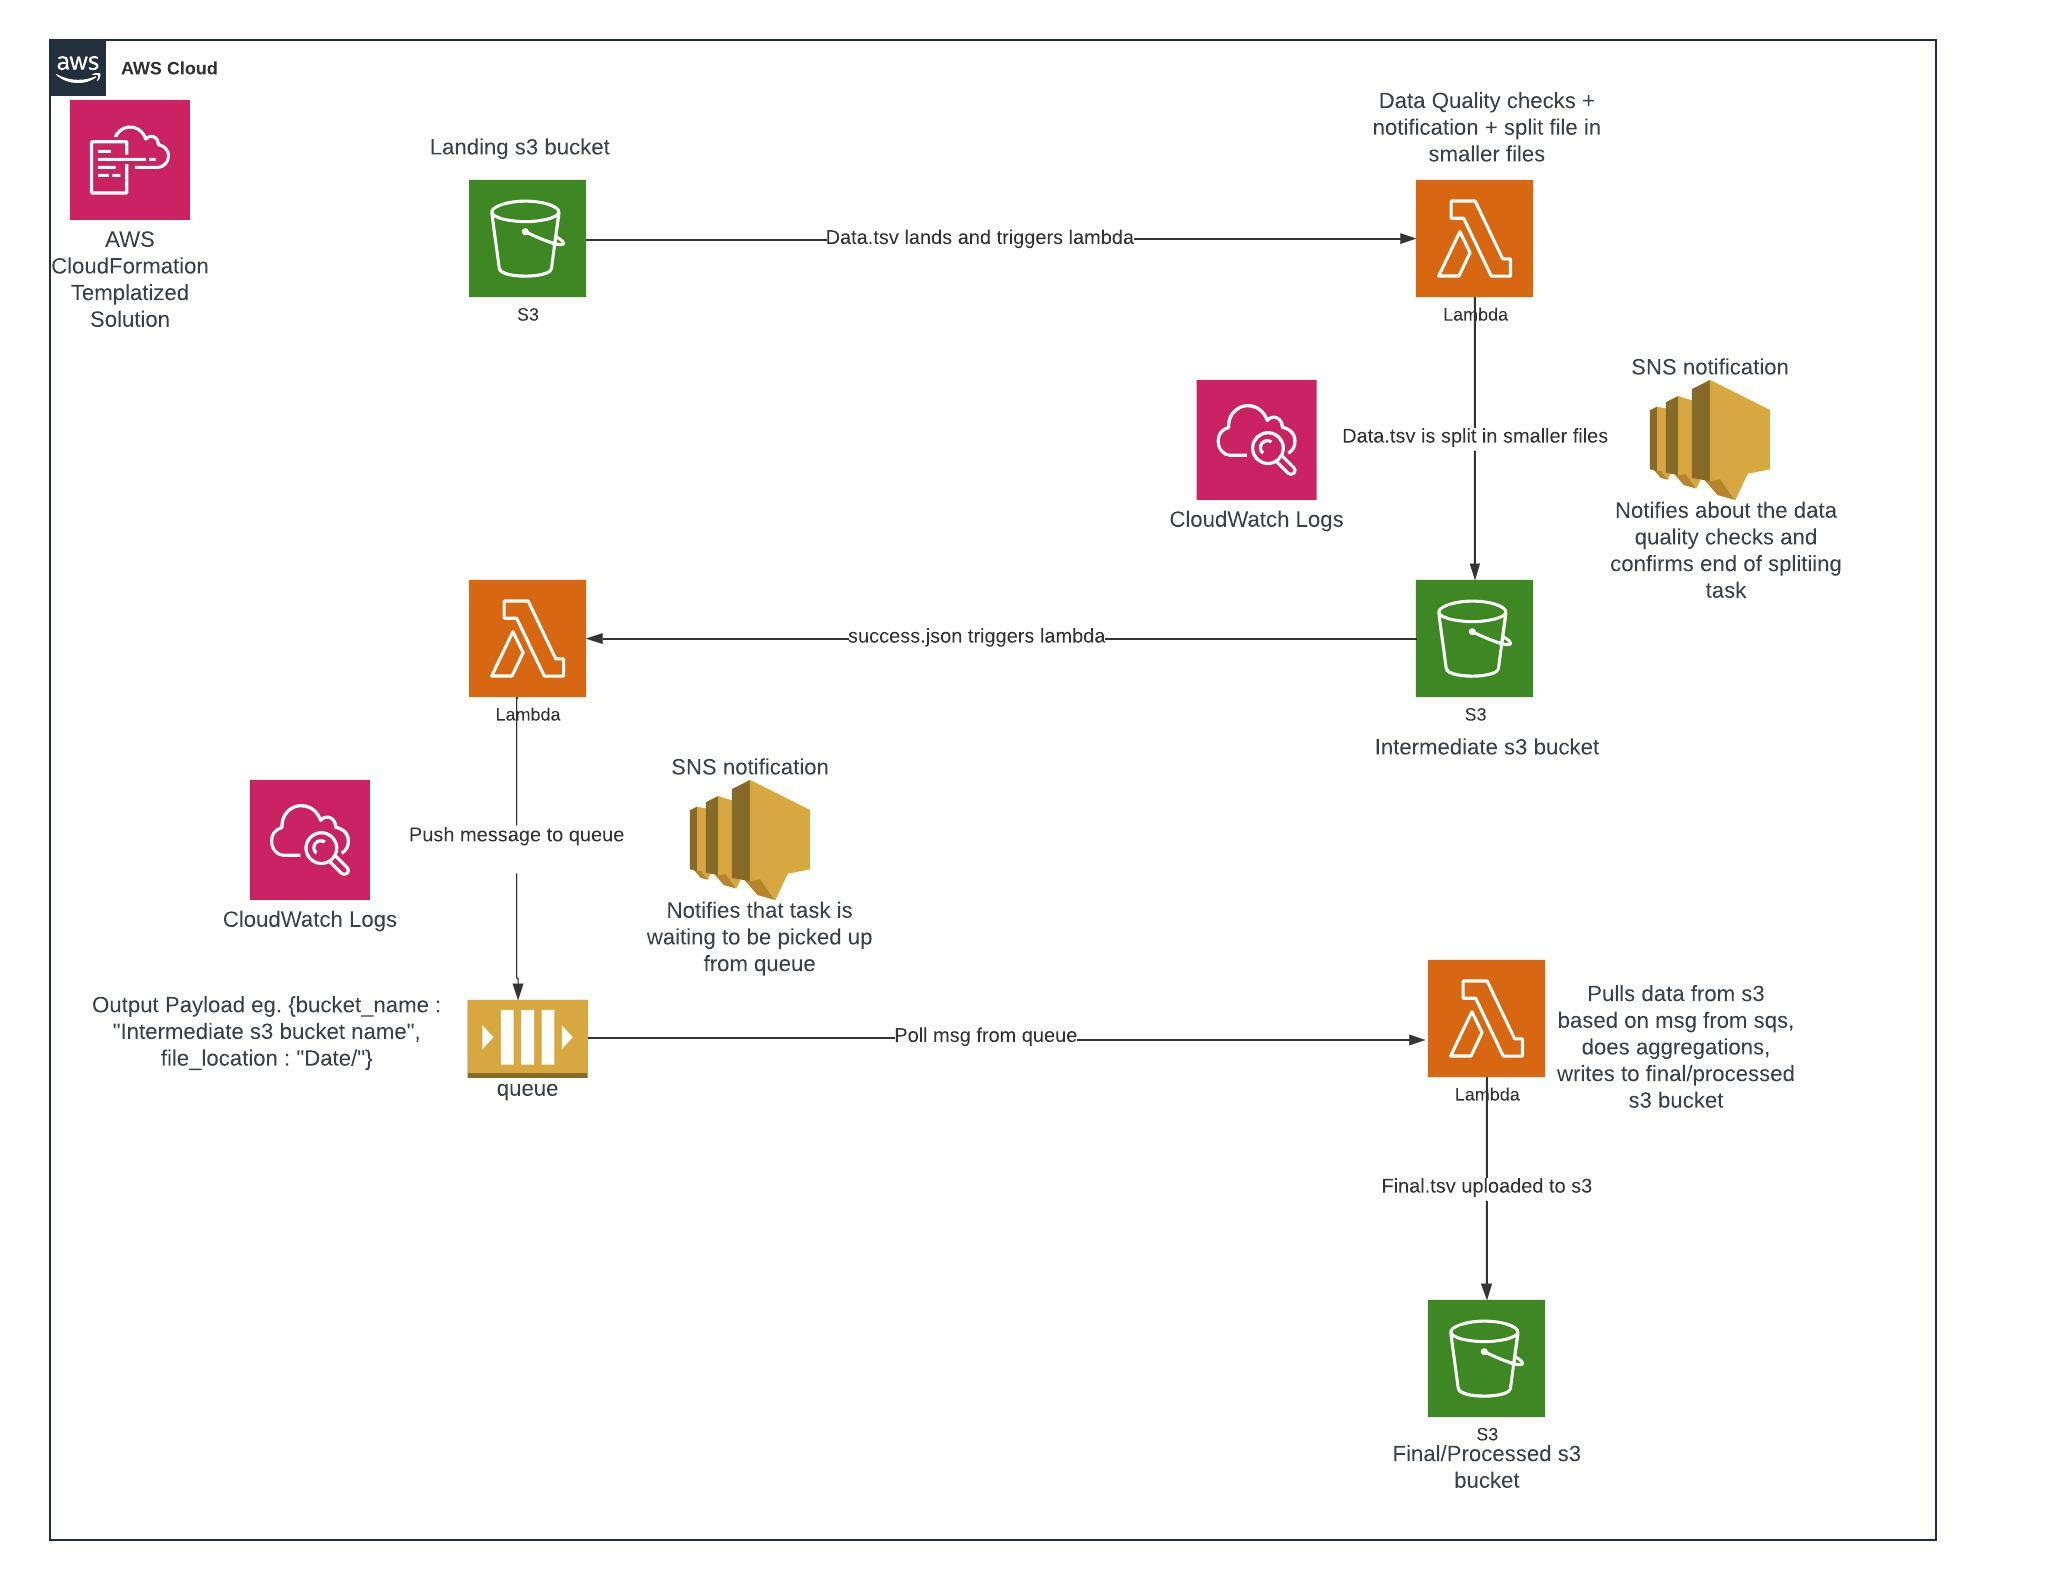 aws
AWS Cloud
AWS
CloudFormation
Templatized
Solution
Landing s3 bucket
S3
Data.tsv lands and triggers lambda
Data Quality checks +
notification + split file in
smaller files
Lambda
CloudWatch Logs
Data.tsv is split in smaller files
SNS notification
Notifies about the data
quality checks and
confirms end of splitiing
task
S3
Intermediate s3 bucket
success.json triggers lambda
Lambda
CloudWatch Logs
Push message to queue
SNS notification
Notifies that task is
waiting to be picked up
from queue
Output Payload eg. {bucket_name :
"Intermediate s3 bucket name",
file_location : "Date/"}
queue
Poll msg from queue
Lambda
Pulls data from s3
based on msg from sqs,
does aggregations,
writes to final/processed
s3 bucket
Final.tsv uploaded to s3
S3
Final/Processed s3
bucket